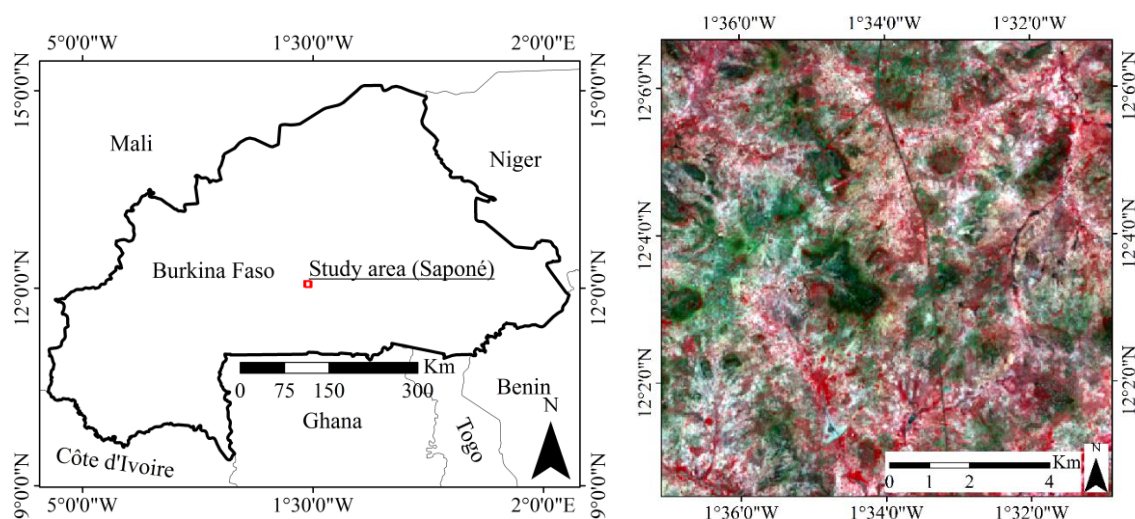 5°0'0"W 1°30'0"W 2°0'0"E
15°0'0"N
15°0'0"N
Mali
Niger
Burkina Faso
Study area (Saponé)
12°0'0"N
12°0'0"N
Km
0 75 150 300
Ghana
Togo
Benin
N
Côte d'Ivoire
9°0'0"N
9°0'0"N
5°0'0"W 1°30'0"W 2°0'0"E
1°36'0"W 1°34'0"W 1°32'0"W
12°6'0"N
12°6'0"N
12°4'0"N
12°4'0"N
12°2'0"N
12°2'0"N
N
Km
0 1 2 4
1°36'0"W 1°34'0"W 1°32'0"W